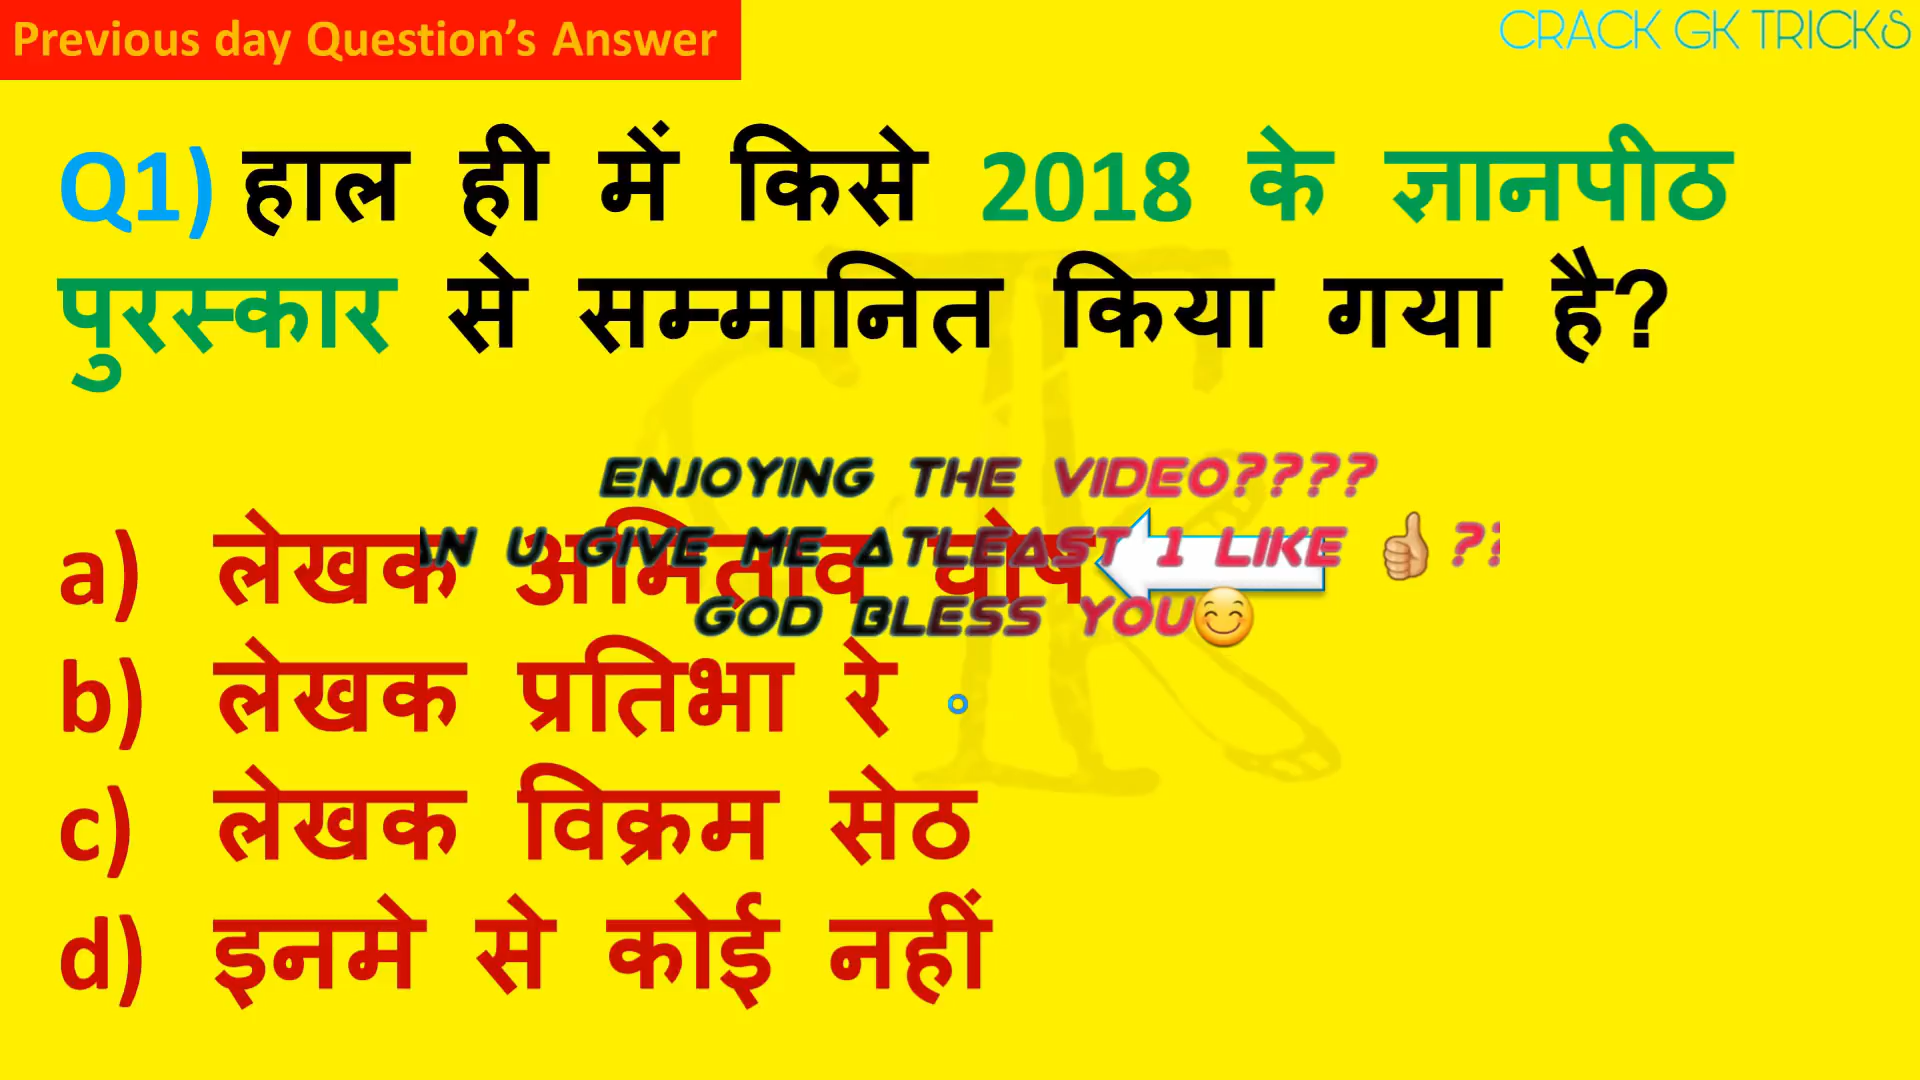 Previous day Question’s Answer
CRACK GK TRICKS
Q1) हाल ही में किसे 2018 के ज्ञानपीठ
पुरस्कार से सम्मानित किया गया है?
ENJOYING THE VIDEO????
U GIVE ME ATLEAST 1 LIKE 👍 ??
GOD BLESS YOU😊
a) लेखक अमिताव घोष
b) लेखक प्रतिभा रे
c) लेखक विक्रम सेठ
d) इनमे से कोई नहीं